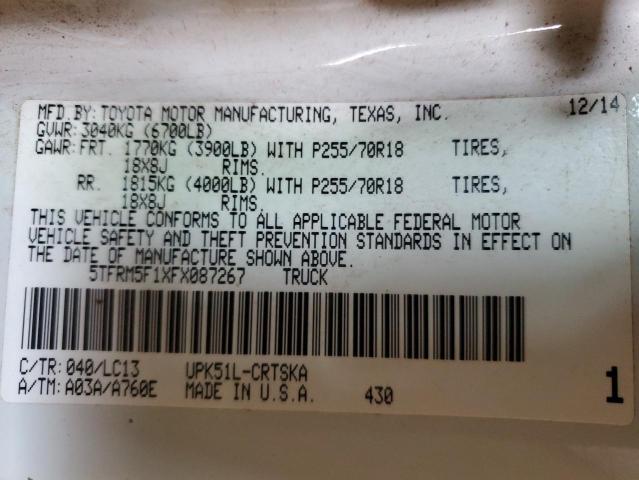 MFD.BY:TOYOTA MOTOR MANUFACTURING, TEXAS, INC. 12/14
GVWR:3040KG (6700LB)
GAWR:FRT. 1770KG (3900LB) WITH P255/70R18 TIRES,
18X8J RIMS.
RR. 1815KG (4000LB) WITH P255/70R18 TIRES,
18X8J RIMS.
THIS VEHICLE CONFORMS TO ALL APPLICABLE FEDERAL MOTOR
VEHICLE SAFETY AND THEFT PREVENTION STANDARDS IN EFFECT ON
THE DATE OF MANUFACTURE SHOWN ABOVE.
5TFRM5F1XFX087267 TRUCK
C/TR:040/LC13 UPK51L-CRTSKA
A/TM:A03A/A760E MADE IN U.S.A. 430 1